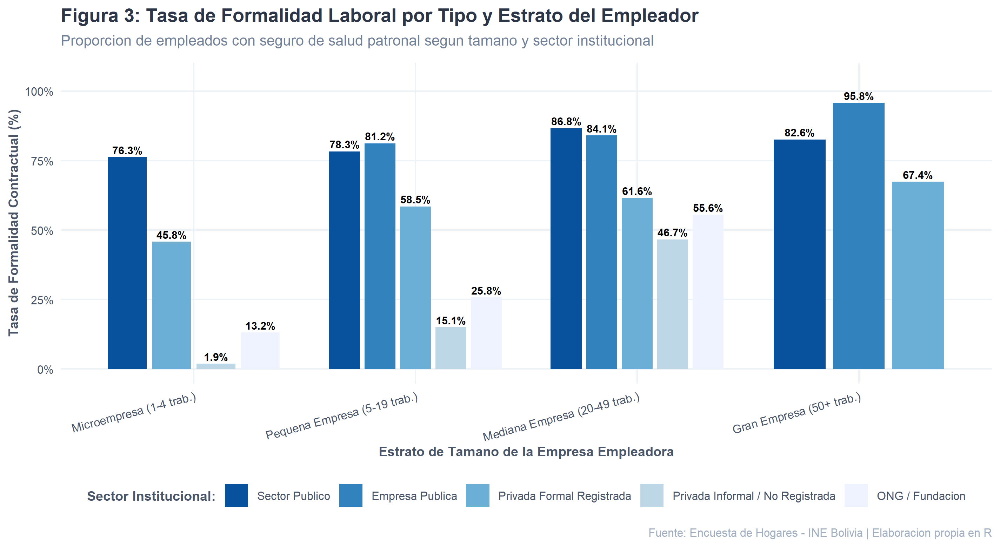 Figura 3: Tasa de Formalidad Laboral por Tipo y Estrato del Empleador
Proporcion de empleados con seguro de salud patronal segun tamano y sector institucional
Tasa de Formalidad Contractual (%)
100%
75%
50%
25%
0%
76.3%
45.8%
1.9%
13.2%
78.3%
81.2%
58.5%
15.1%
25.8%
86.8%
84.1%
61.6%
46.7%
55.6%
82.6%
95.8%
67.4%
Microempresa (1-4 trab.)
Pequena Empresa (5-19 trab.)
Mediana Empresa (20-49 trab.)
Gran Empresa (50+ trab.)
Estrato de Tamano de la Empresa Empleadora
Sector Institucional: Sector Publico Empresa Publica Privada Formal Registrada Privada Informal / No Registrada ONG / Fundacion
Fuente: Encuesta de Hogares - INE Bolivia | Elaboracion propia en R